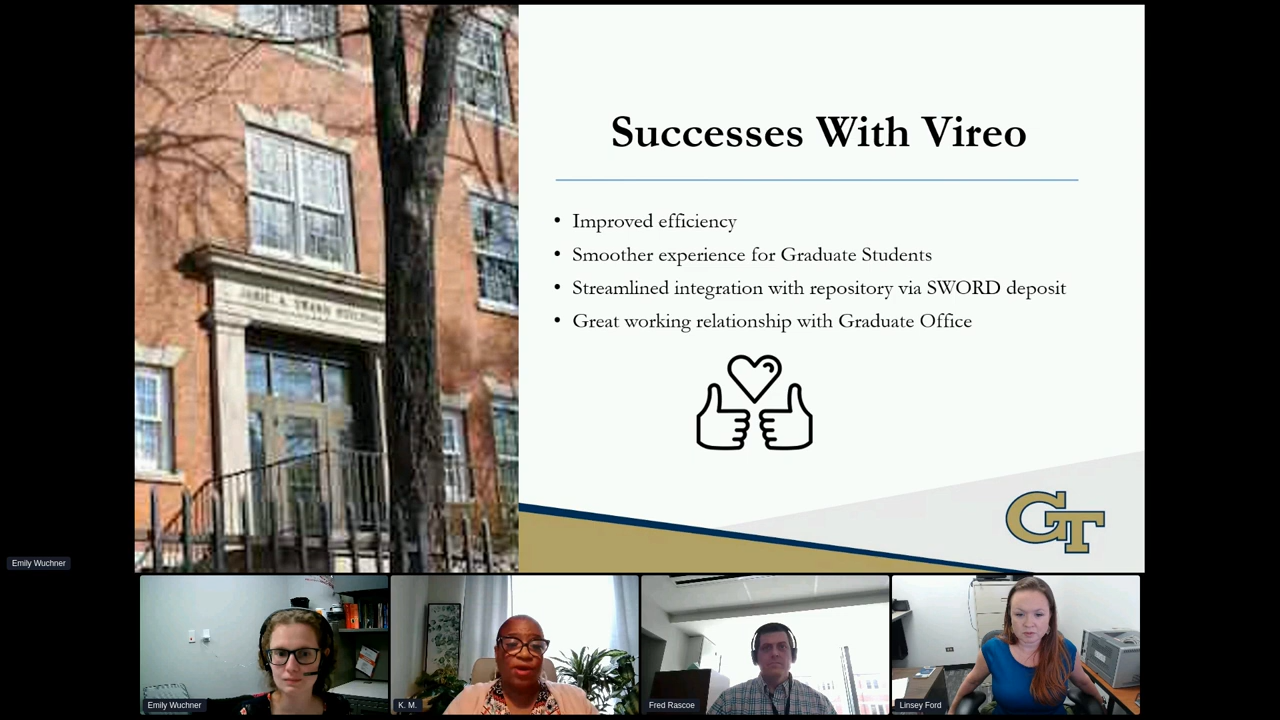 Successes With Vireo
• Improved efficiency
• Smoother experience for Graduate Students
• Streamlined integration with repository via SWORD deposit
• Great working relationship with Graduate Office
GT
Emily Wuchner
Emily Wuchner
K. M.
Fred Rascoe
Linsey Ford